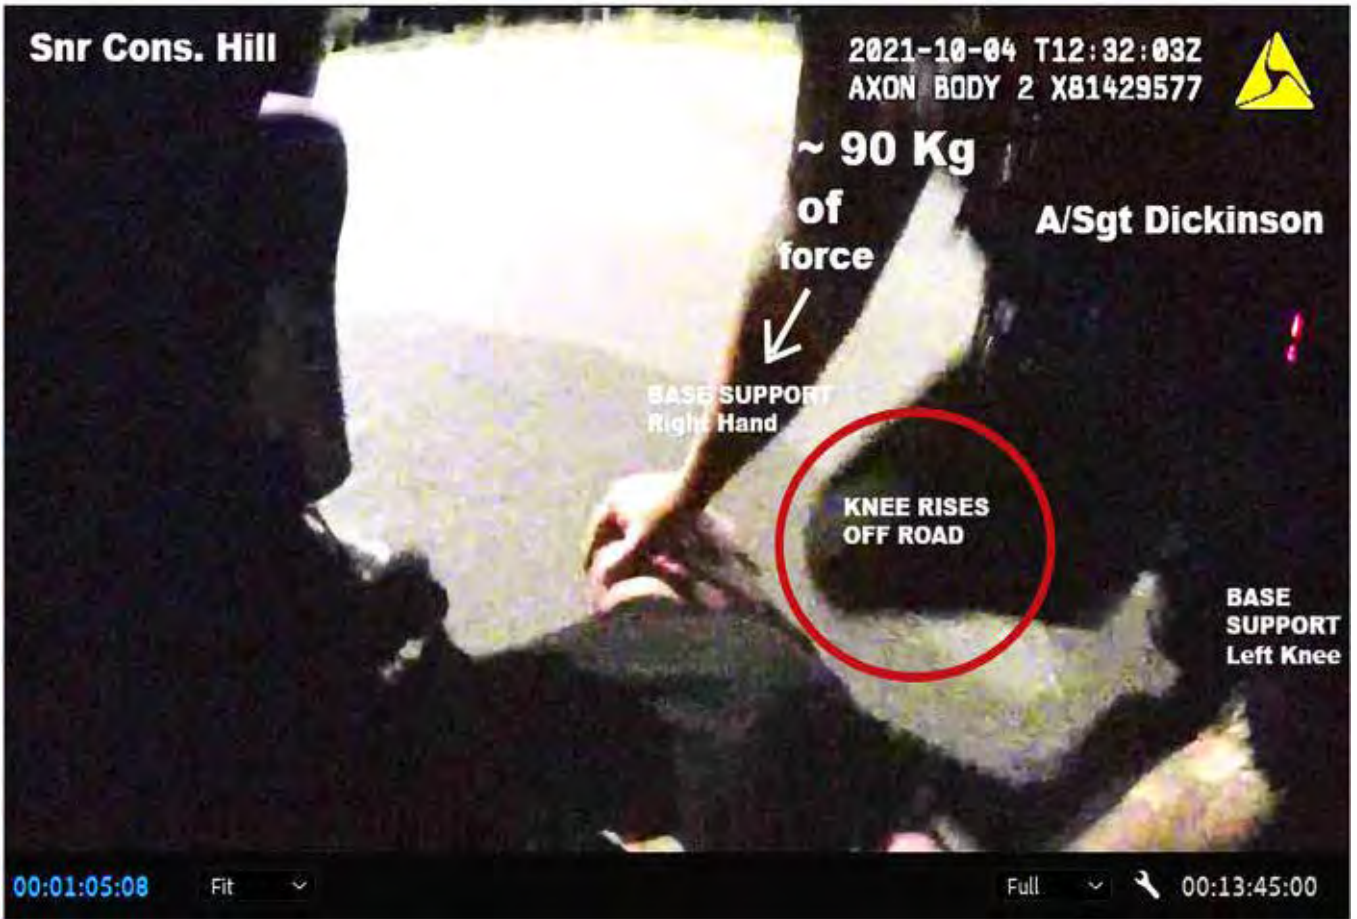 Snr Cons. Hill
2021-10-04 T12:32:03Z
AXON BODY 2 X81429577
~ 90 Kg
of
force
A/Sgt Dickinson
BASE SUPPORT
Right Hand
KNEE RISES
OFF ROAD
BASE
SUPPORT
Left Knee
00:01:05:08
Fit
Full
00:13:45:00